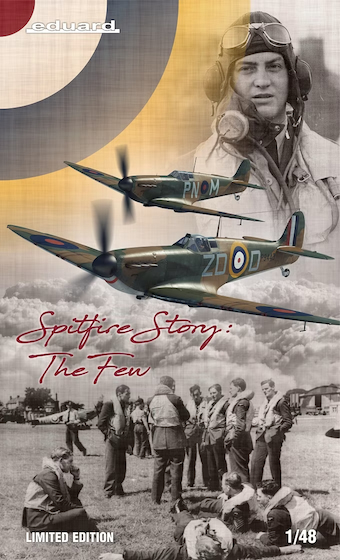 eduard
PN M
ZD D
Spitfire Story:
The Few
LIMITED EDITION
1/48